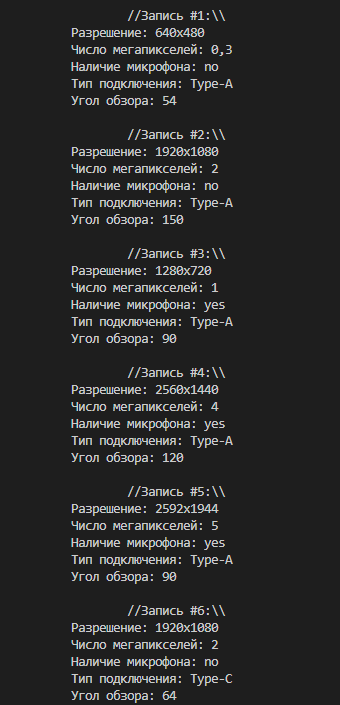 //Запись #1:\\
Разрешение: 640x480
Число мегапикселей: 0,3
Наличие микрофона: no
Тип подключения: Type-A
Угол обзора: 54
//Запись #2:\\
Разрешение: 1920x1080
Число мегапикселей: 2
Наличие микрофона: no
Тип подключения: Type-A
Угол обзора: 150
//Запись #3:\\
Разрешение: 1280x720
Число мегапикселей: 1
Наличие микрофона: yes
Тип подключения: Type-A
Угол обзора: 90
//Запись #4:\\
Разрешение: 2560x1440
Число мегапикселей: 4
Наличие микрофона: yes
Тип подключения: Type-A
Угол обзора: 120
//Запись #5:\\
Разрешение: 2592x1944
Число мегапикселей: 5
Наличие микрофона: yes
Тип подключения: Type-A
Угол обзора: 90
//Запись #6:\\
Разрешение: 1920x1080
Число мегапикселей: 2
Наличие микрофона: no
Тип подключения: Type-C
Угол обзора: 64